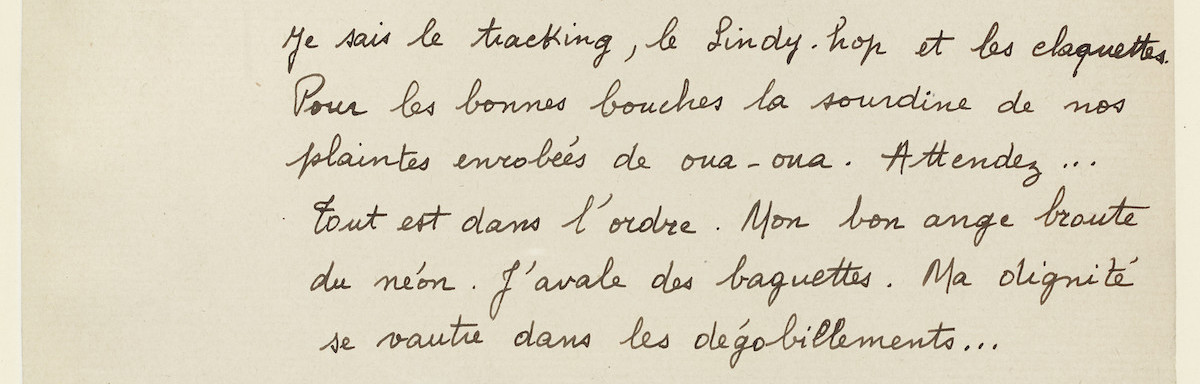 Je sais le tracking, le Lindy-hop et les claquettes.
Pour les bonnes bouches la sourdine de nos
plaintes enrobées de oua-oua. Attendez...
Tout est dans l'ordre. Mon bon ange broute
du néon. J'avale des baguettes. Ma dignité
se vautre dans les dégobillements...